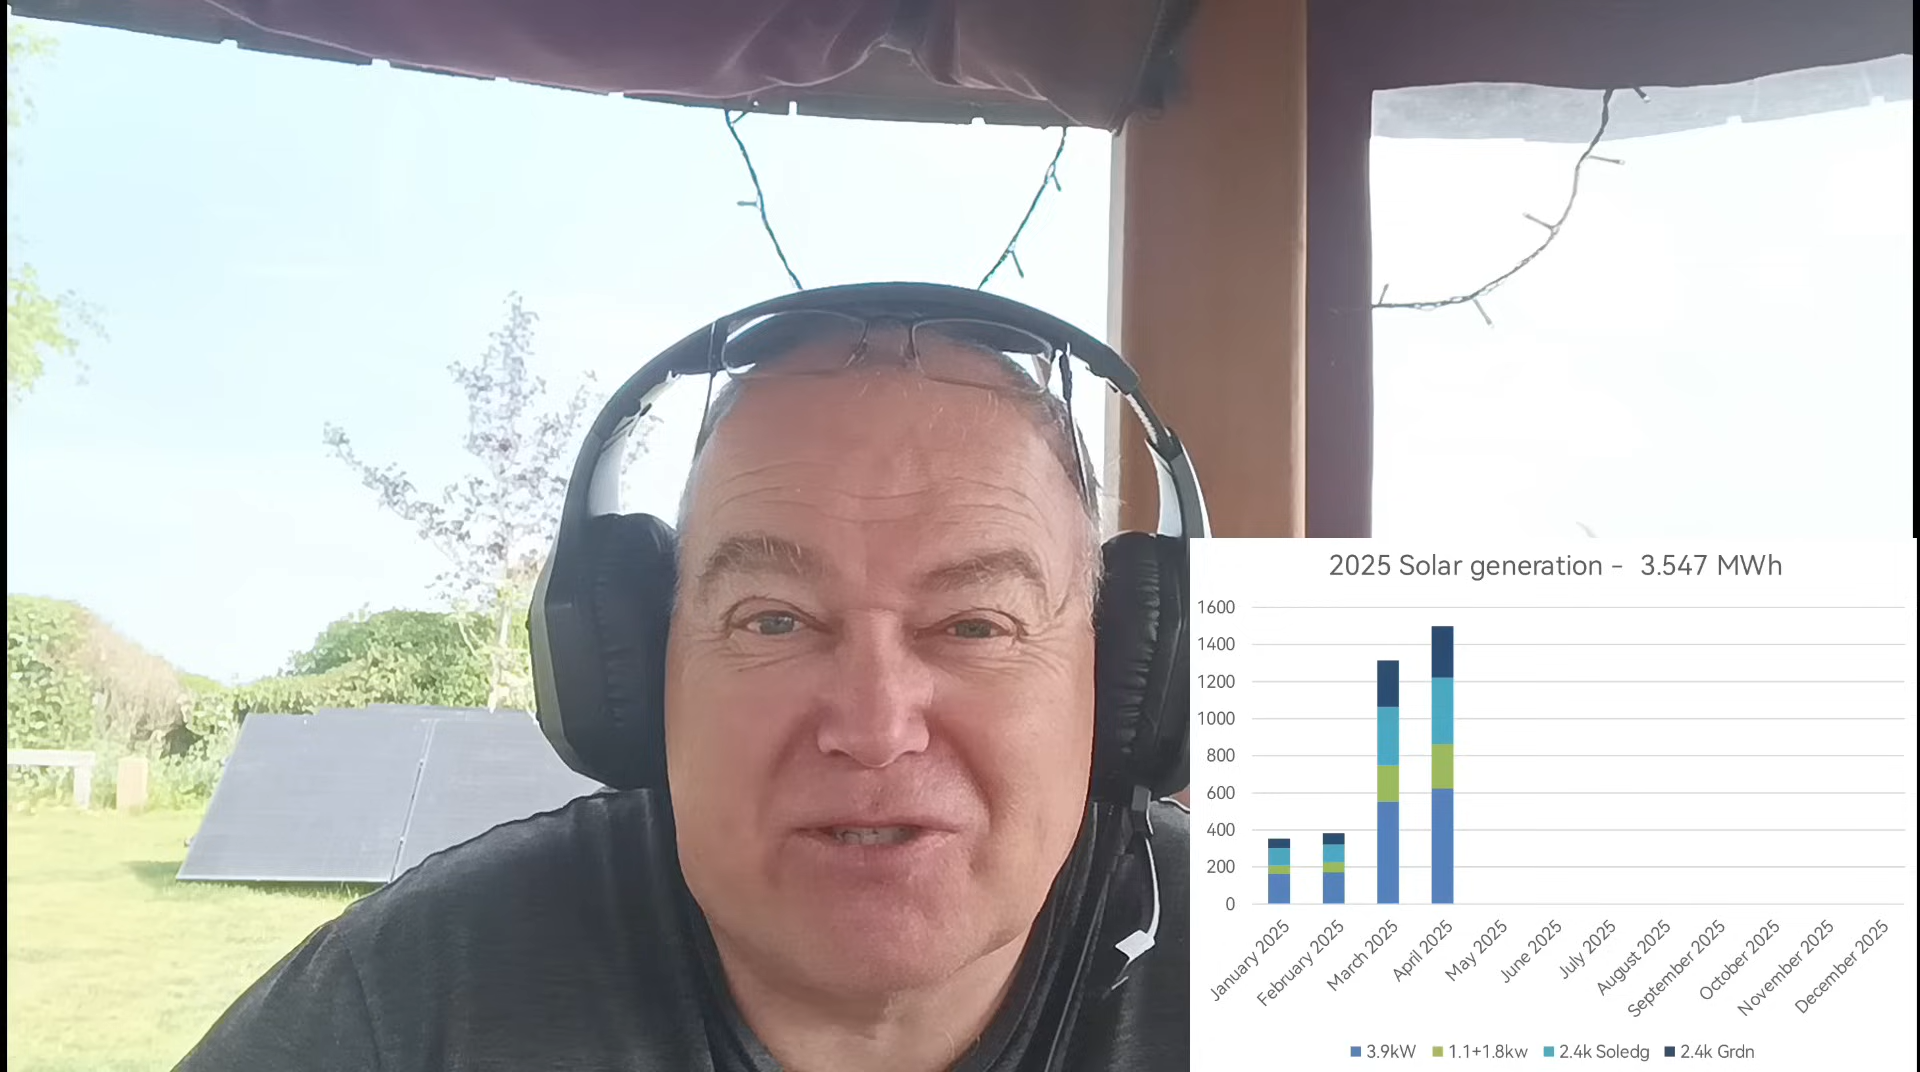 2025 Solar generation - 3.547 MWh
1600
1400
1200
1000
800
600
400
200
0
January 2025
February 2025
March 2025
April 2025
May 2025
June 2025
July 2025
August 2025
September 2025
October 2025
November 2025
December 2025
3.9kW 1.1+1.8kw 2.4k Soledg 2.4k Grdn